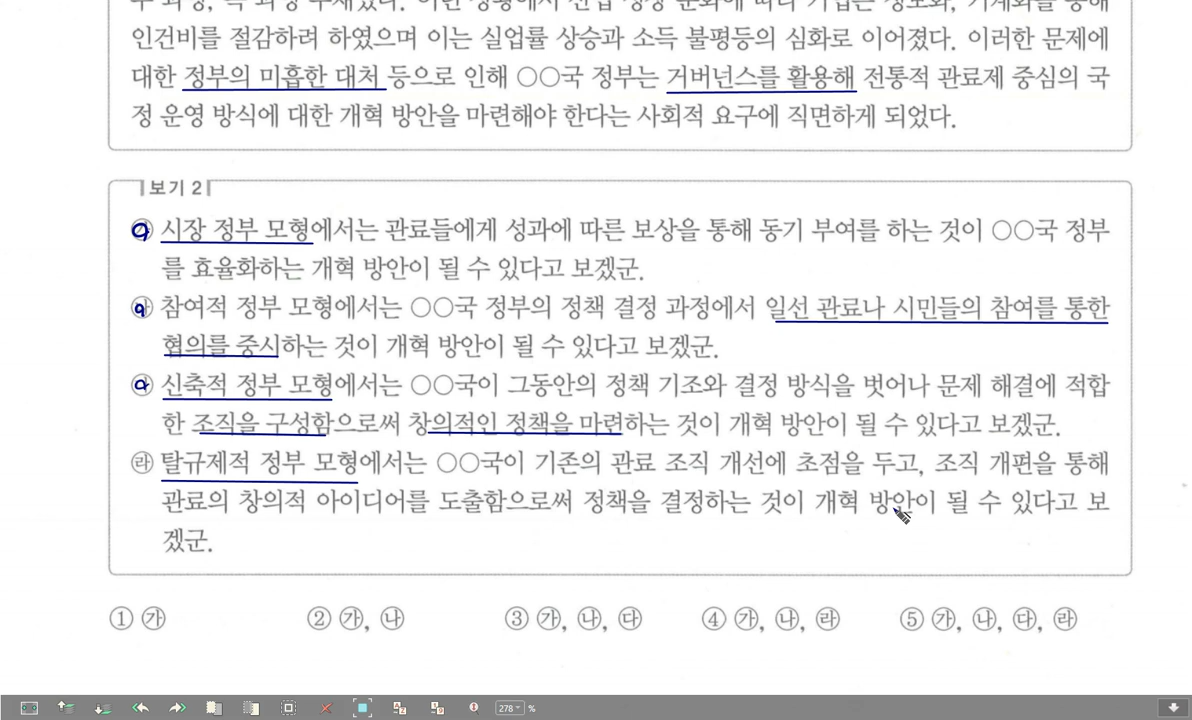 인건비를 절감하려 하였으며 이는 실업률 상승과 소득 불평등의 심화로 이어졌다. 이러한 문제에
대한 정부의 미흡한 대처 등으로 인해 ○○국 정부는 거버넌스를 활용해 전통적 관료제 중심의 국
정 운영 방식에 대한 개혁 방안을 마련해야 한다는 사회적 요구에 직면하게 되었다.
보기 2
㉮ 시장 정부 모형에서는 관료들에게 성과에 따른 보상을 통해 동기 부여를 하는 것이 ○○국 정부
를 효율화하는 개혁 방안이 될 수 있다고 보겠군.
㉯ 참여적 정부 모형에서는 ○○국 정부의 정책 결정 과정에서 일선 관료나 시민들의 참여를 통한
협의를 중시하는 것이 개혁 방안이 될 수 있다고 보겠군.
㉰ 신축적 정부 모형에서는 ○○국이 그동안의 정책 기조와 결정 방식을 벗어나 문제 해결에 적합
한 조직을 구성함으로써 창의적인 정책을 마련하는 것이 개혁 방안이 될 수 있다고 보겠군.
㉱ 탈규제적 정부 모형에서는 ○○국이 기존의 관료 조직 개선에 초점을 두고, 조직 개편을 통해
관료의 창의적 아이디어를 도출함으로써 정책을 결정하는 것이 개혁 방안이 될 수 있다고 보
겠군.
① ㉮ ② ㉮, ㉯ ③ ㉮, ㉯, ㉰ ④ ㉮, ㉯, ㉱ ⑤ ㉮, ㉯, ㉰, ㉱
278 %